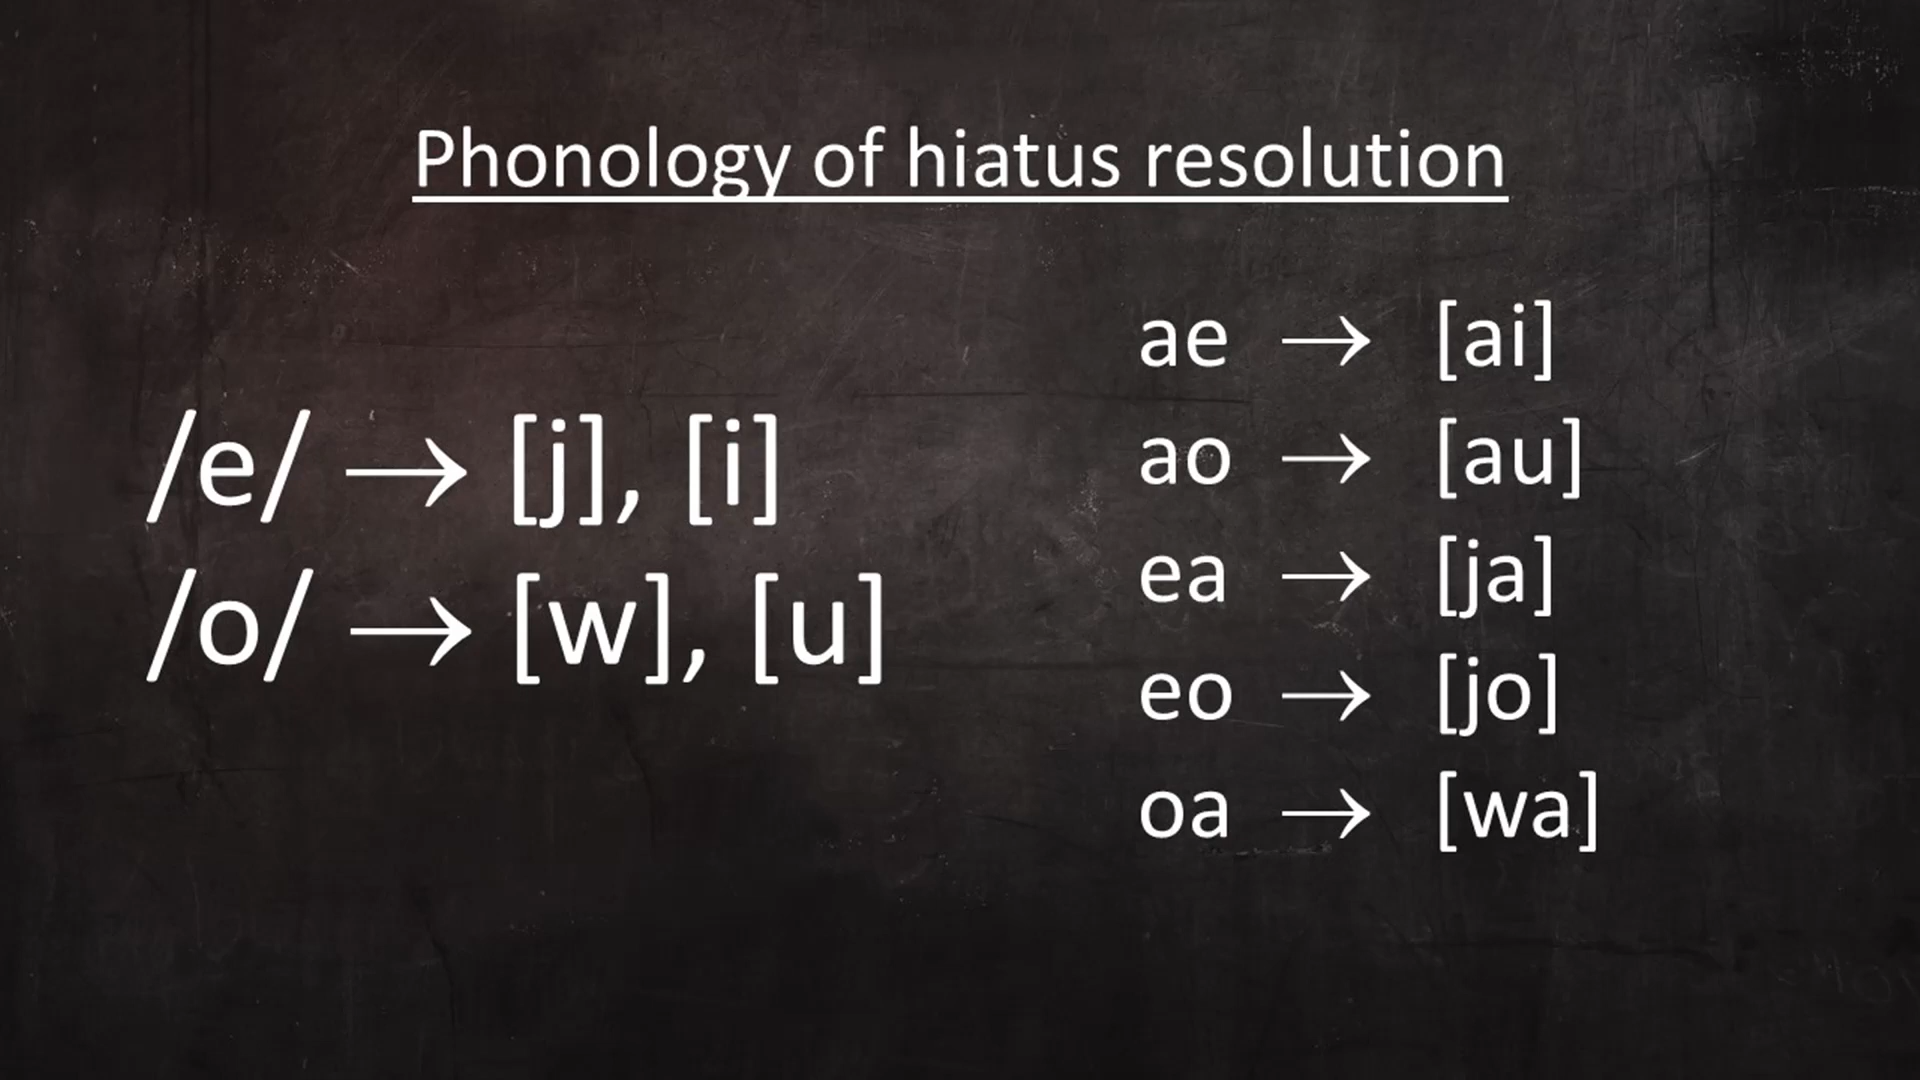 Phonology of hiatus resolution
/e/ → [j], [i]
/o/ → [w], [u]
ae → [ai]
ao → [au]
ea → [ja]
eo → [jo]
oa → [wa]